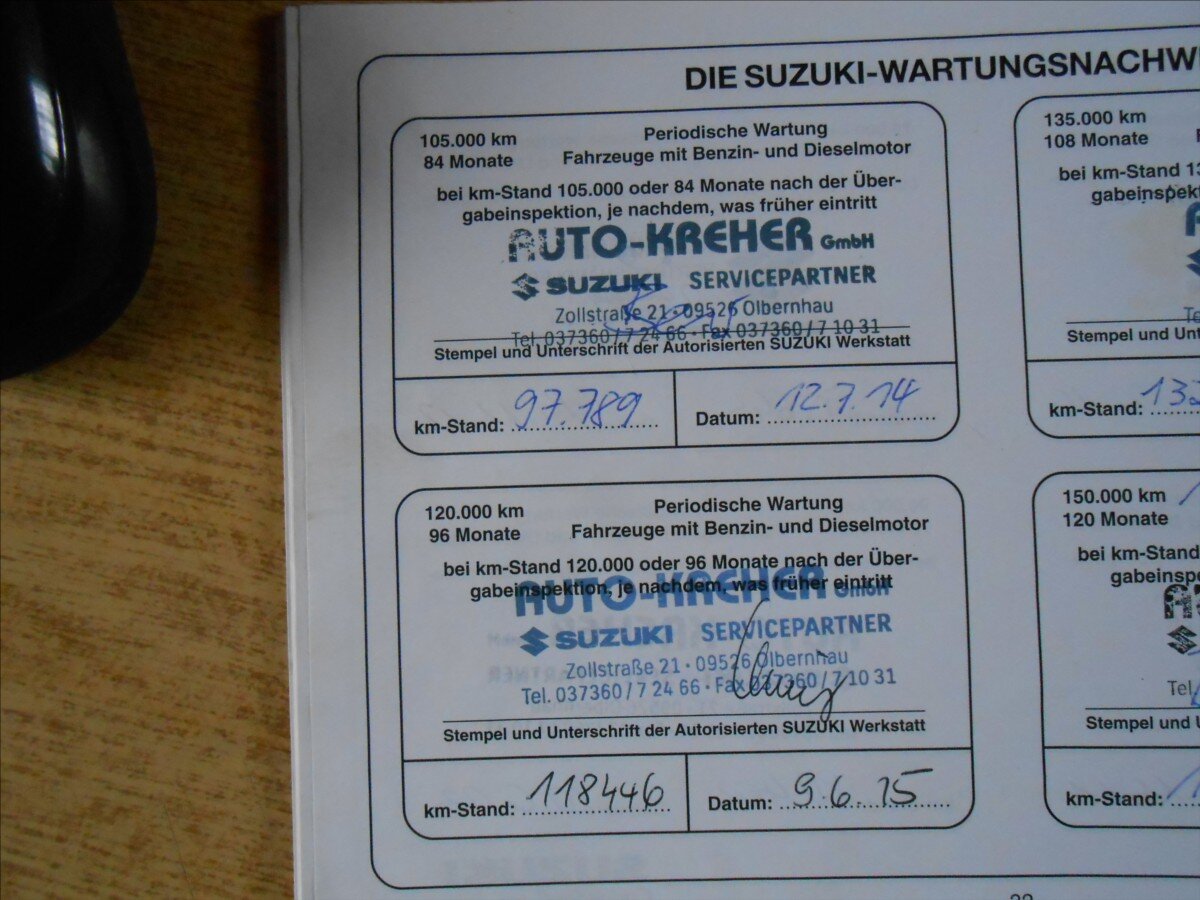 DIE SUZUKI-WARTUNGSNACHW
105.000 km
84 Monate
Periodische Wartung
Fahrzeuge mit Benzin- und Dieselmotor
bei km-Stand 105.000 oder 84 Monate nach der Über-
gabeinspektion, je nachdem, was früher eintritt
AUTO-KREHER GmbH
SUZUKI SERVICEPARTNER
Zollstraße 21 · 09526 Olbernhau
Tel. 037360/7 24 66 · Fax 037360/7 10 31
Stempel und Unterschrift der Autorisierten SUZUKI Werkstatt
km-Stand: 97.789
Datum: 12.7.14
120.000 km
96 Monate
Periodische Wartung
Fahrzeuge mit Benzin- und Dieselmotor
bei km-Stand 120.000 oder 96 Monate nach der Über-
gabeinspektion, je nachdem, was früher eintritt
AUTO-KREHER GmbH
SUZUKI SERVICEPARTNER
Zollstraße 21 · 09526 Olbernhau
Tel. 037360/7 24 66 · Fax 037360/7 10 31
Stempel und Unterschrift der Autorisierten SUZUKI Werkstatt
km-Stand: 118446
Datum: 9.6.15
135.000 km
108 Monate
bei km-Stand 13
gabeinspekt
Te
Stempel und Unt
km-Stand: 132
150.000 km
120 Monate
bei km-Stand
gabeinspe
Tel
Stempel und U
km-Stand: 1